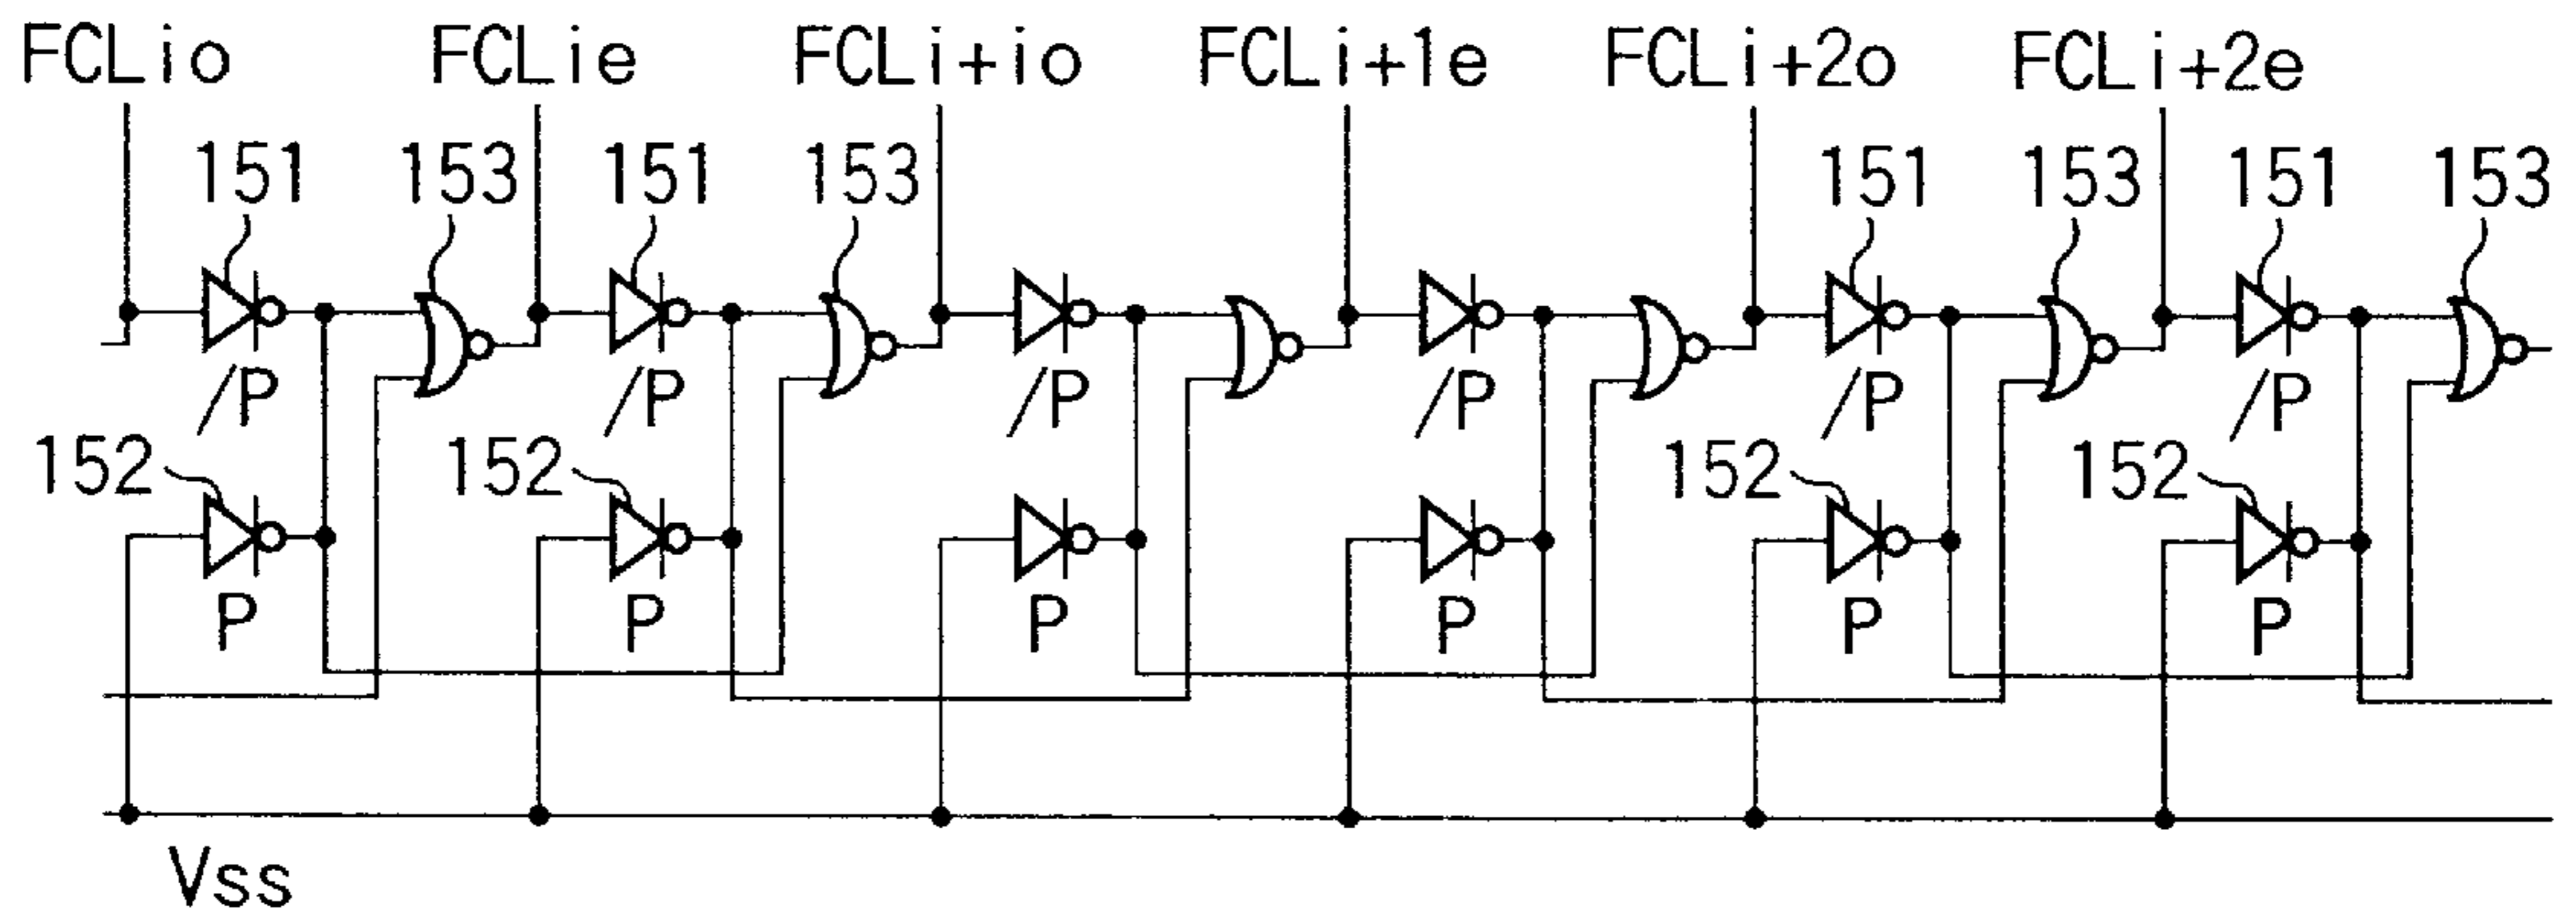 FCLio FCLie FCLi+io FCLi+1e FCLi+2o FCLi+2e
151 153 151 153 151 153 151 153
/P /P /P /P /P /P
152 152 152 152
P P P P P P
Vss